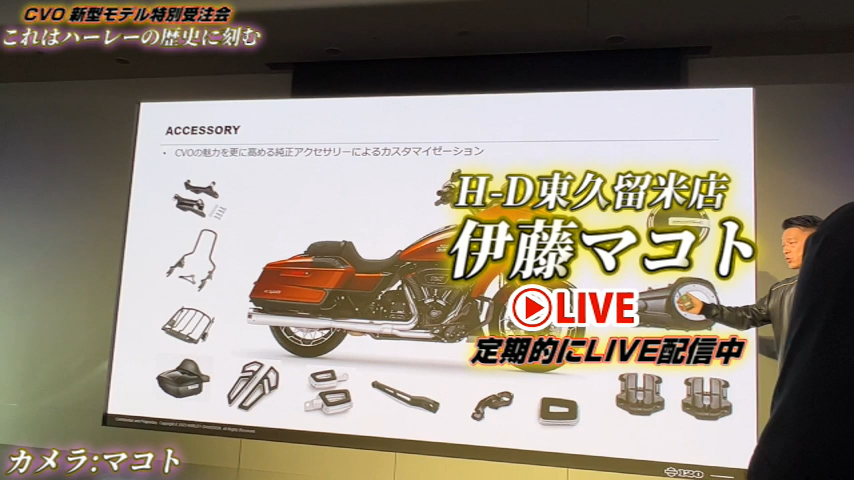 CVO 新型モデル特別受注会
これはハーレーの歴史に刻む
ACCESSORY
• CVOの魅力を更に高める純正アクセサリーによるカスタマイゼーション
H-D東久留米店
伊藤マコト
LIVE
定期的にLIVE配信中
120
カメラ:マコト